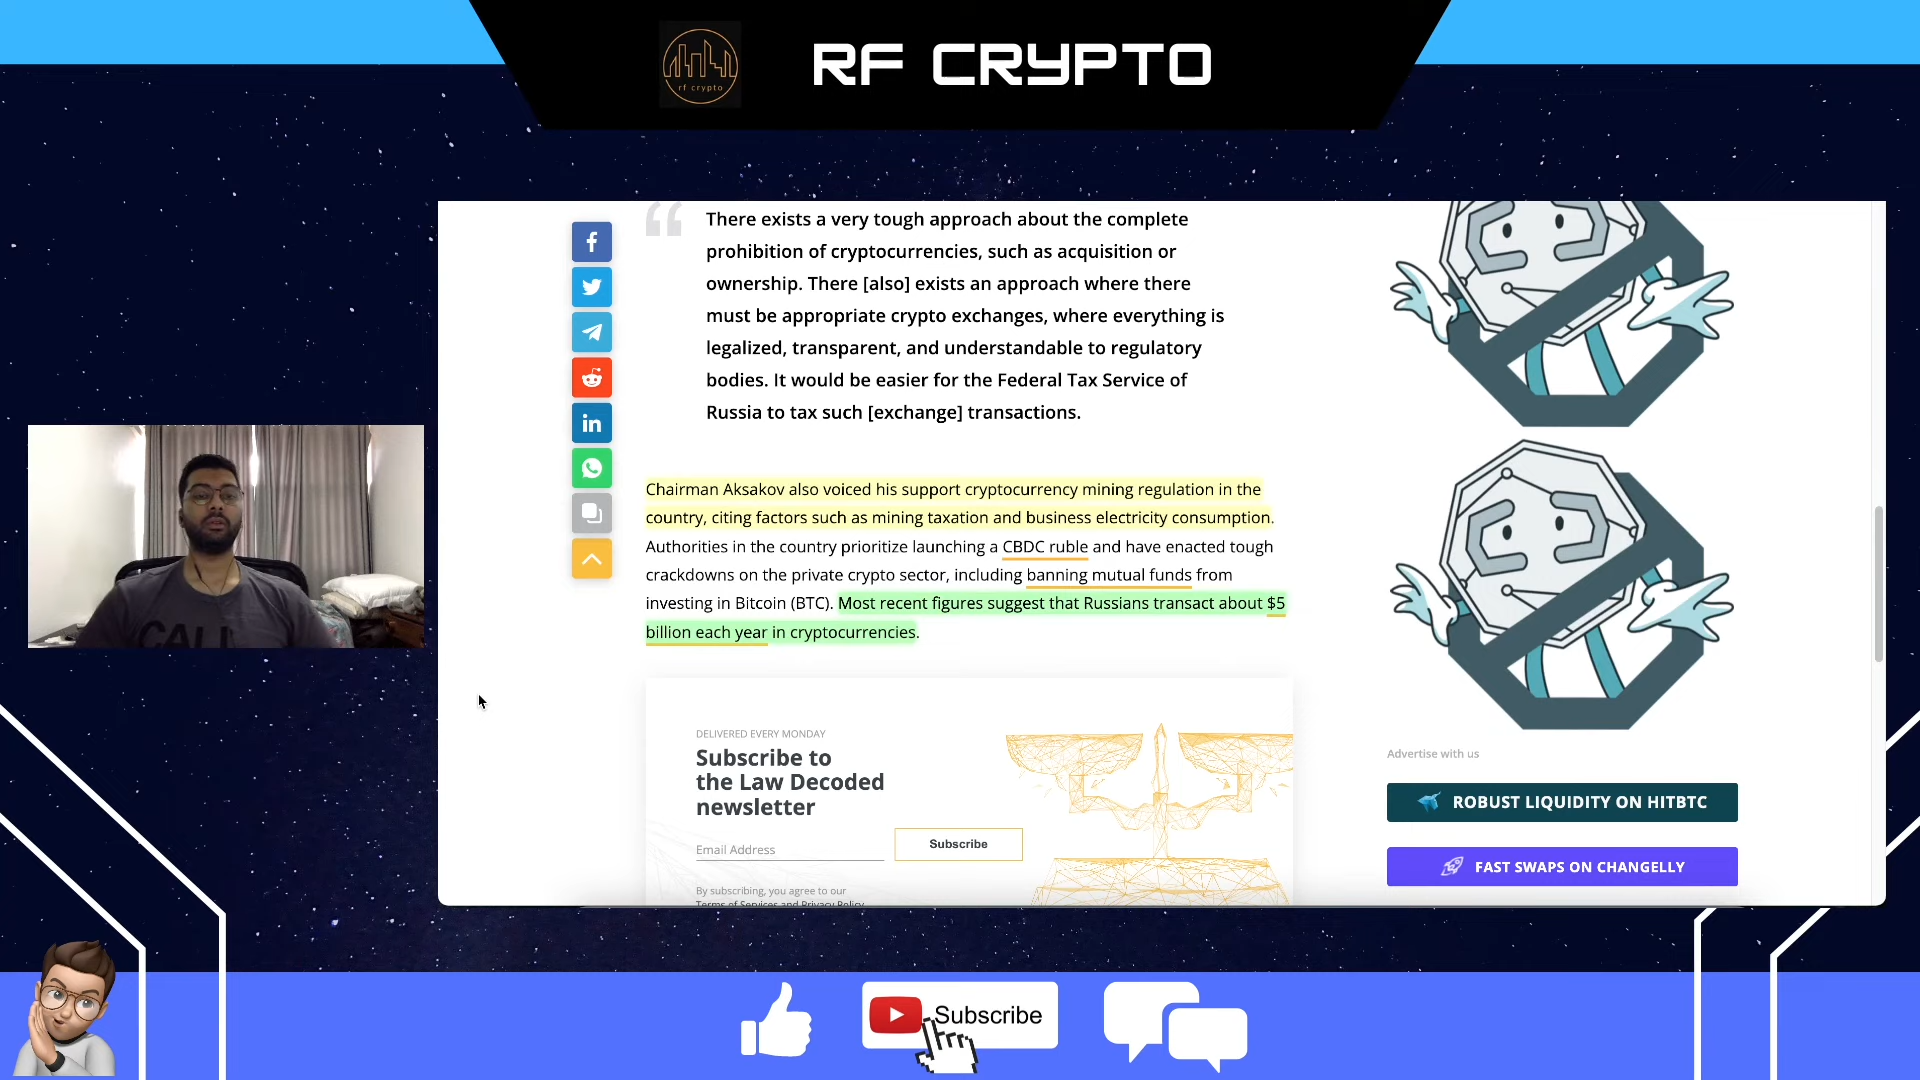 rf crypto
RF CRYPTO
There exists a very tough approach about the complete
prohibition of cryptocurrencies, such as acquisition or
ownership. There [also] exists an approach where there
must be appropriate crypto exchanges, where everything is
legalized, transparent, and understandable to regulatory
bodies. It would be easier for the Federal Tax Service of
Russia to tax such [exchange] transactions.
Chairman Aksakov also voiced his support cryptocurrency mining regulation in the
country, citing factors such as mining taxation and business electricity consumption.
Authorities in the country prioritize launching a CBDC ruble and have enacted tough
crackdowns on the private crypto sector, including banning mutual funds from
investing in Bitcoin (BTC). Most recent figures suggest that Russians transact about $5
billion each year in cryptocurrencies.
DELIVERED EVERY MONDAY
Subscribe to
the Law Decoded
newsletter
Email Address
Subscribe
By subscribing, you agree to our
Terms of Services and Privacy Policy
Advertise with us
ROBUST LIQUIDITY ON HITBTC
FAST SWAPS ON CHANGELLY
CALL
Subscribe